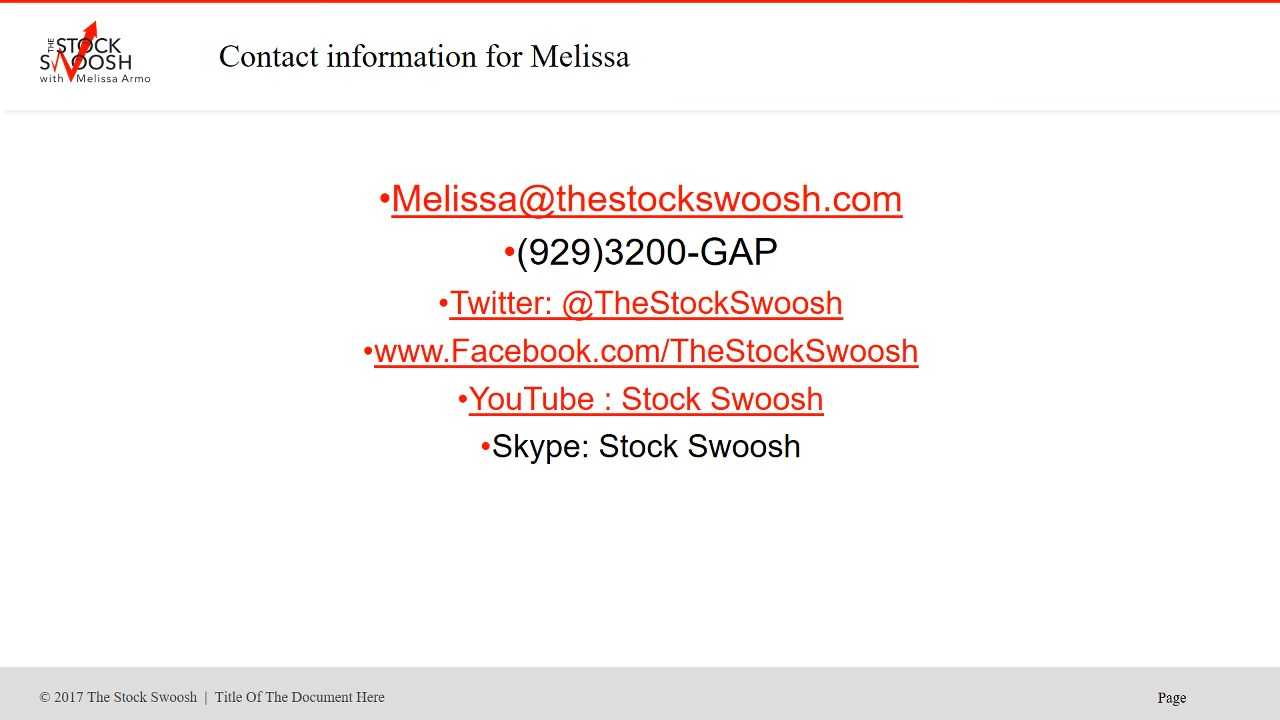 THE STOCK
SWOOSH
with Melissa Armo
Contact information for Melissa
•Melissa@thestockswoosh.com
•(929)3200-GAP
•Twitter: @TheStockSwoosh
•www.Facebook.com/TheStockSwoosh
•YouTube : Stock Swoosh
•Skype: Stock Swoosh
© 2017 The Stock Swoosh | Title Of The Document Here
Page